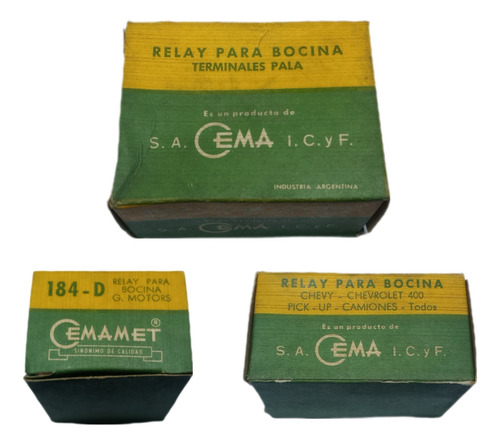 RELAY PARA BOCINA
TERMINALES PALA
Es un producto de
S. A. CEMA I. C. y F.
INDUSTRIA ARGENTINA
S. A. CEMA I. C. y F.
184-D
RELAY PARA
BOCINA
G. MOTORS
CEMAMET ®
SINONIMO DE CALIDAD
RELAY PARA BOCINA
CHEVY - CHEVROLET 400
PICK - UP - CAMIONES - Todos
Es un producto de
S. A. CEMA I. C. y F.